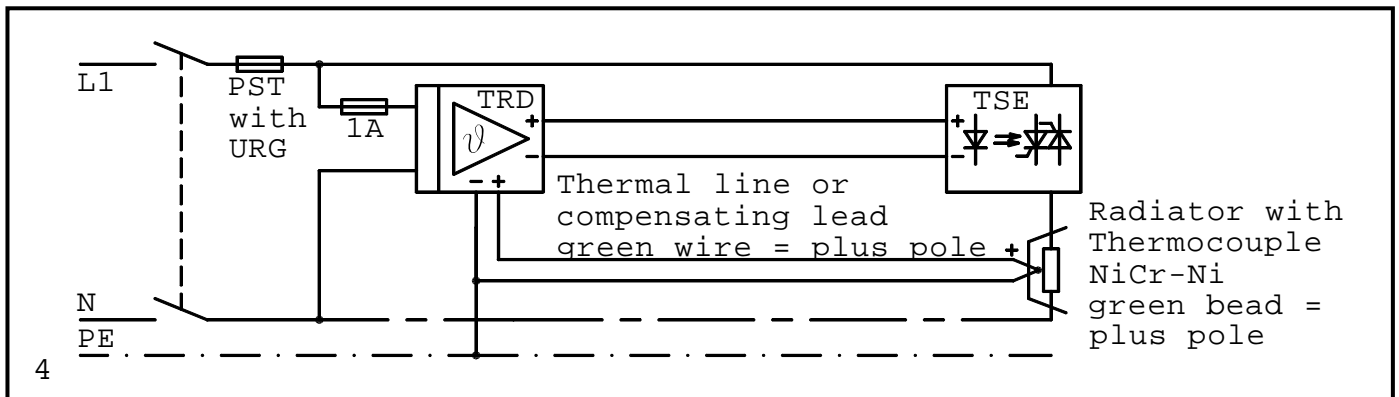 L1
PST
with
URG
1A
TRD
ϑ
+
−
− +
TSE
+
−
Thermal line or
compensating lead
green wire = plus pole
+
Radiator with
Thermocouple
NiCr-Ni
green bead =
plus pole
N
PE
4